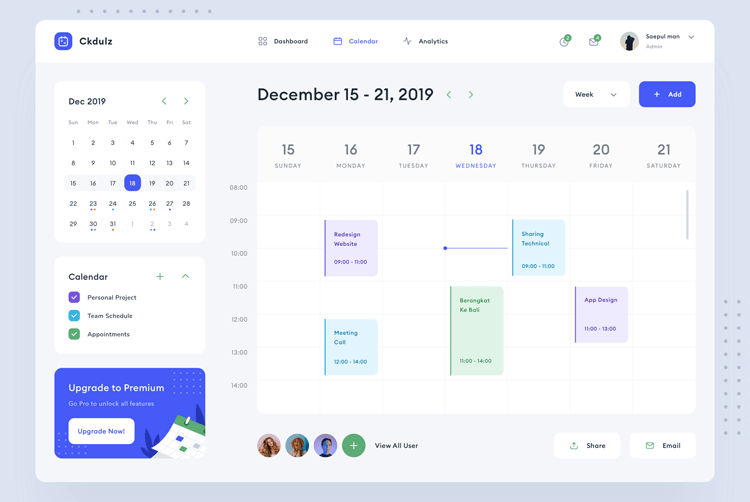 Ckdulz
Dashboard
Calendar
Analytics
2
4
Saepul man
Admin
Dec 2019
Sun Mon Tue Wed Thu Fri Sat
1 2 3 4 5 6 7
8 9 10 11 12 13 14
15 16 17 18 19 20 21
22 23 24 25 26 27 28
29 30 31 1 2 3 4
Calendar
Personal Project
Team Schedule
Appointments
Upgrade to Premium
Go Pro to unlock all features
Upgrade Now!
December 15 - 21, 2019
Week
Add
15 16 17 18 19 20 21
SUNDAY MONDAY TUESDAY WEDNESDAY THURSDAY FRIDAY SATURDAY
08:00
09:00
10:00
11:00
12:00
13:00
14:00
Redesign
Website
09:00 - 11:00
Meeting
Call
12:00 - 14:00
Berangkat
Ke Bali
11:00 - 14:00
Sharing
Technical
09:00 - 11:00
App Design
11:00 - 13:00
View All User
Share
Email